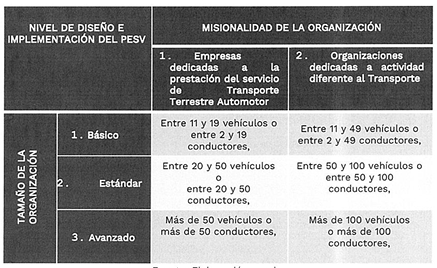 NIVEL DE DISEÑO E
IMPLEMENTACIÓN DEL PESV
MISIONALIDAD DE LA ORGANIZACIÓN
1. Empresas
dedicadas a la
prestación del servicio
de Transporte
Terrestre Automotor
2. Organizaciones
dedicadas a actividad
diferente al Transporte
TAMAÑO DE LA
ORGANIZACIÓN
1. Básico
Entre 11 y 19 vehículos o
entre 2 y 19
conductores,
Entre 11 y 49 vehículos o
entre 2 y 49 conductores,
2. Estándar
Entre 20 y 50 vehículos
o
entre 20 y 50
conductores,
Entre 50 y 100 vehículos o
entre 50 y 100
conductores,
3. Avanzado
Más de 50 vehículos o
más de 50 conductores,
Más de 100 vehículos
o más de 100
conductores,